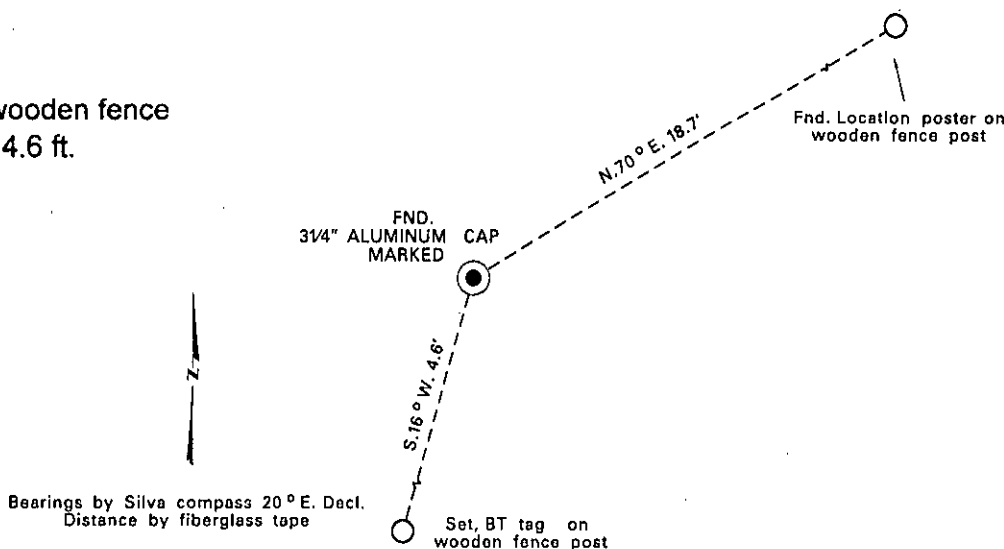 wooden fence
4.6 ft.
Fnd. Location poster on
wooden fence post
N.70° E. 18.7'
FND.
31/4" ALUMINUM CAP
MARKED
S.16° W. 4.6'
N
Bearings by Silva compass 20° E. Decl.
Distance by fiberglass tape
Set, BT tag on
wooden fence post